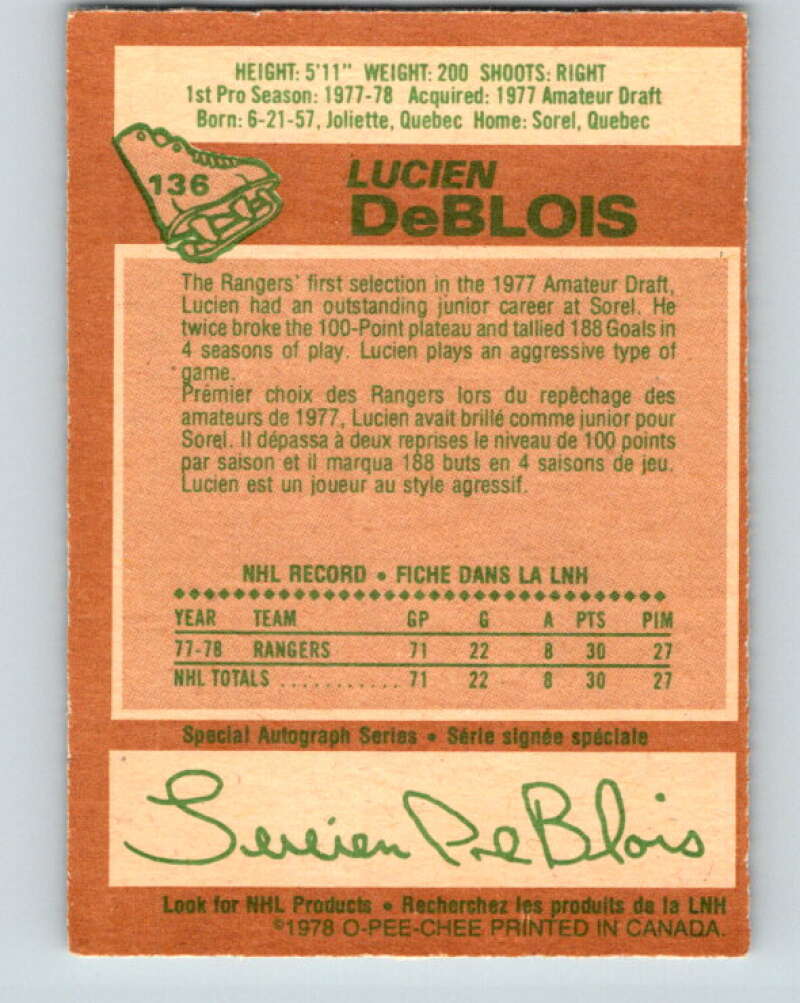 HEIGHT: 5'11" WEIGHT: 200 SHOOTS: RIGHT
1st Pro Season: 1977-78 Acquired: 1977 Amateur Draft
Born: 6-21-57, Joliette, Quebec Home: Sorel, Quebec
136
LUCIEN
DeBLOIS
The Rangers' first selection in the 1977 Amateur Draft,
Lucien had an outstanding junior career at Sorel. He
twice broke the 100-Point plateau and tallied 188 Goals in
4 seasons of play. Lucien plays an aggressive type of
game.
Prémier choix des Rangers lors du repêchage des
amateurs de 1977, Lucien avait brillé comme junior pour
Sorel. Il dépassa à deux reprises le niveau de 100 points
par saison et il marqua 188 buts en 4 saisons de jeu.
Lucien est un joueur au style agressif.
NHL RECORD • FICHE DANS LA LNH
YEAR TEAM GP G A PTS PIM
77-78 RANGERS 71 22 8 30 27
NHL TOTALS ........... 71 22 8 30 27
Special Autograph Series • Série signée spéciale
Lucien DeBlois
Look for NHL Products • Recherchez les produits de la LNH
©1978 O-PEE-CHEE PRINTED IN CANADA.